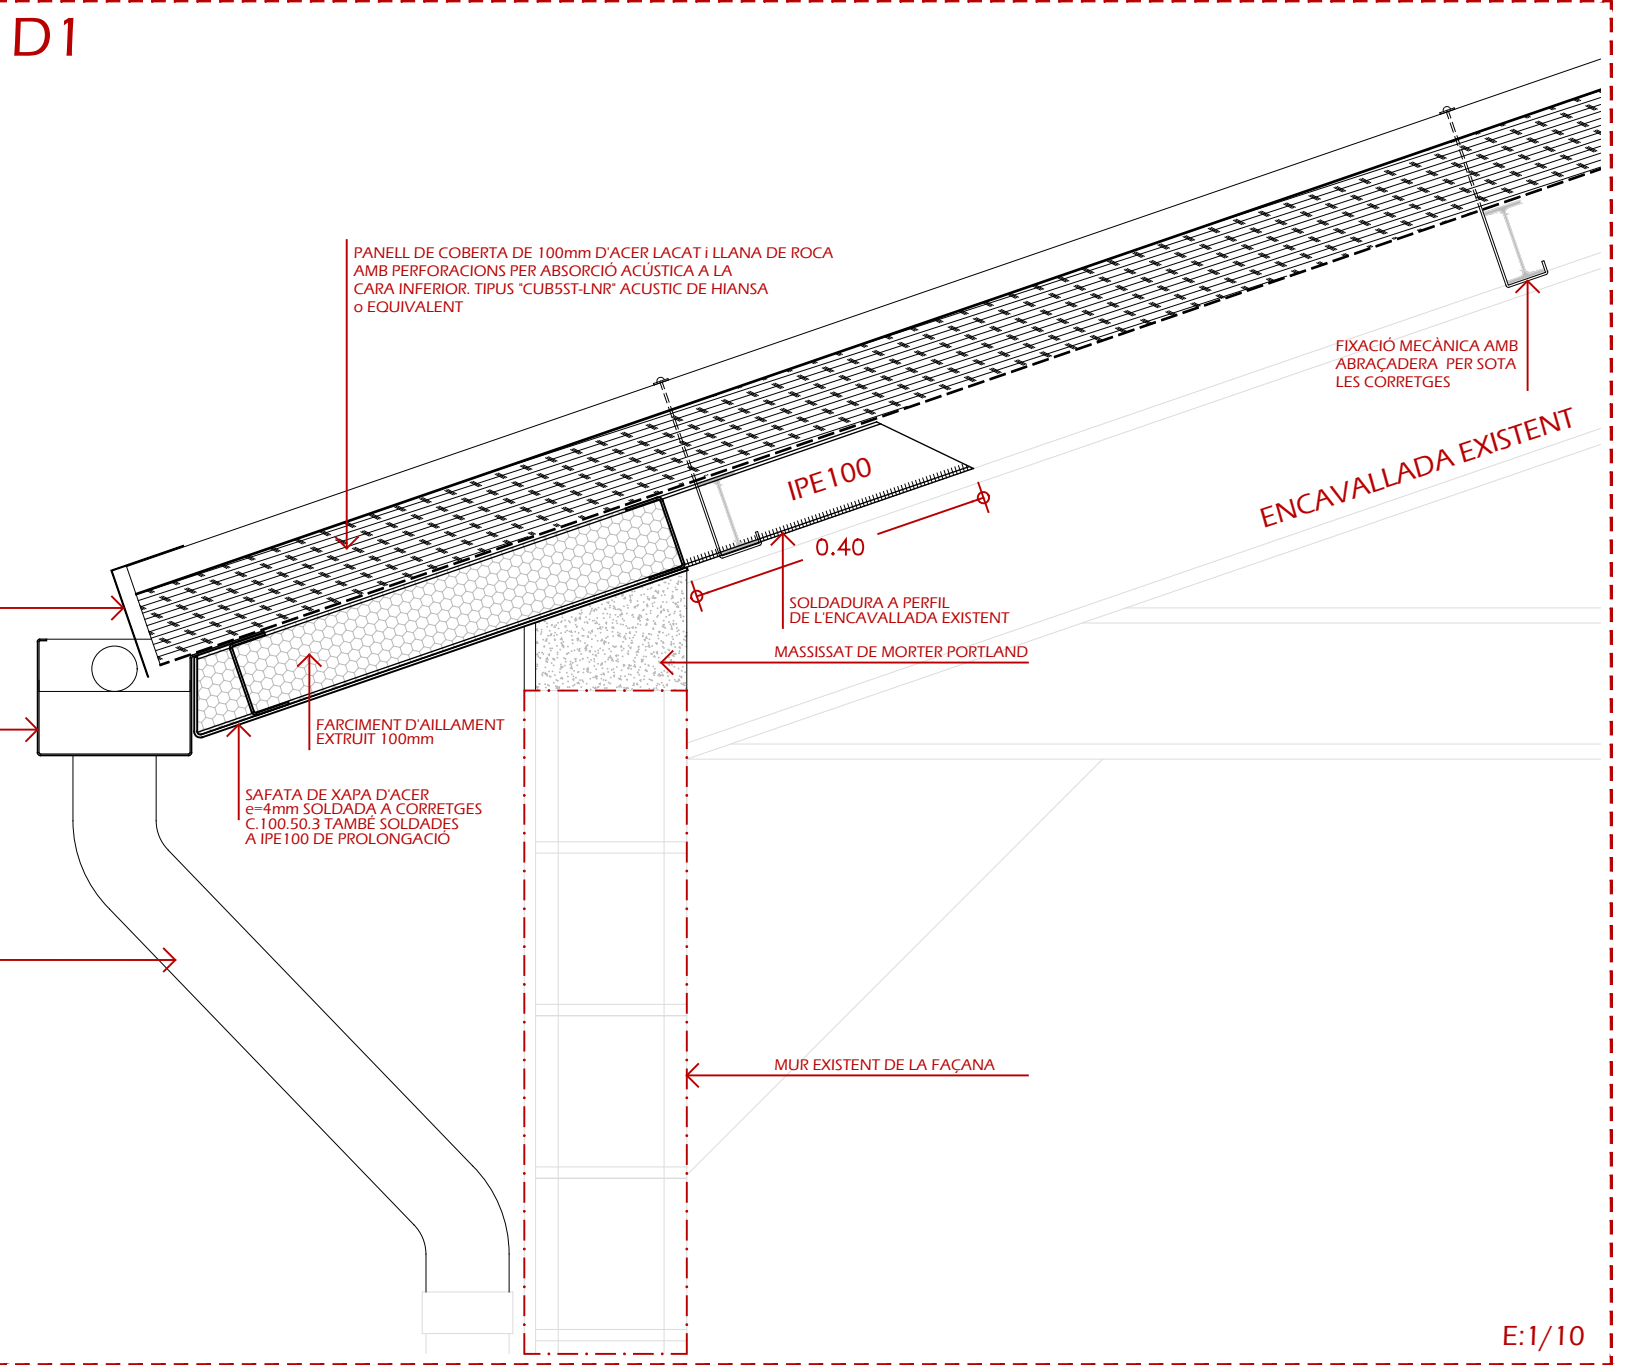 D1
PANELL DE COBERTA DE 100mm D'ACER LACAT i LLANA DE ROCA
AMB PERFORACIONS PER ABSORCIÓ ACÚSTICA A LA
CARA INFERIOR. TIPUS "CUB5ST-LNR" ACUSTIC DE HIANSA
o EQUIVALENT
FIXACIÓ MECÀNICA AMB
ABRAÇADERA PER SOTA
LES CORRETGES
ENCAVALLADA EXISTENT
IPE100
0.40
SOLDADURA A PERFIL
DE L'ENCAVALLADA EXISTENT
MASSISSAT DE MORTER PORTLAND
FARCIMENT D'AILLAMENT
EXTRUIT 100mm
SAFATA DE XAPA D'ACER
e=4mm SOLDADA A CORRETGES
C.100.50.3 TAMBÉ SOLDADES
A IPE100 DE PROLONGACIÓ
MUR EXISTENT DE LA FAÇANA
E:1/10